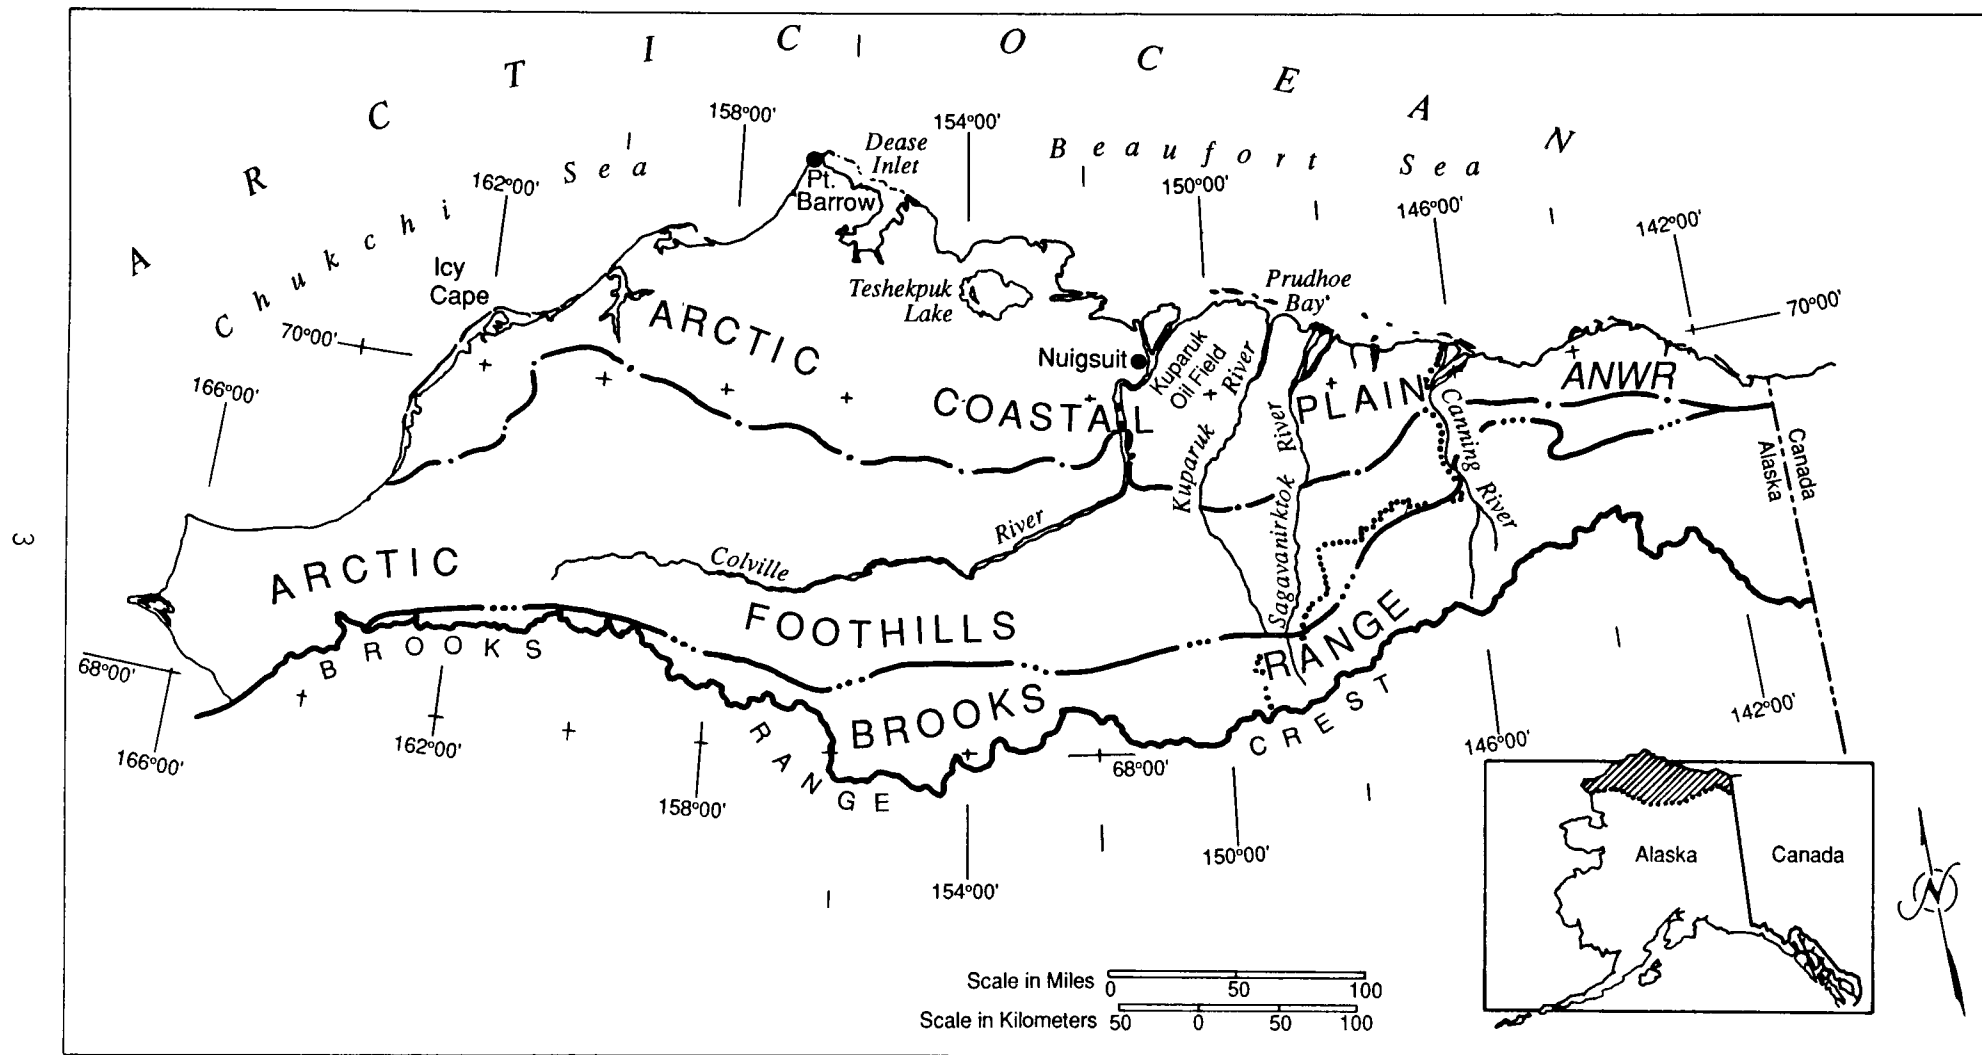 ARCTIC OCEAN
Chukchi Sea
Beaufort Sea
158°00'
154°00'
162°00'
150°00'
146°00'
142°00'
Dease
Inlet
Pt.
Barrow
Icy
Cape
70°00'
166°00'
Teshekpuk
Lake
Prudhoe
Bay
70°00'
Nuigsuit
Kuparuk
Oil Field
ARCTIC
COASTAL
PLAIN
ANWR
Kuparuk River
Sagavanirktok River
Canning River
Canada
Alaska
3
Colville River
ARCTIC
FOOTHILLS
BROOKS
RANGE
BROOKS
RANGE
CREST
68°00'
166°00'
162°00'
158°00'
154°00'
68°00'
150°00'
146°00'
142°00'
Alaska
Canada
N
Scale in Miles 0 50 100
Scale in Kilometers 50 0 50 100